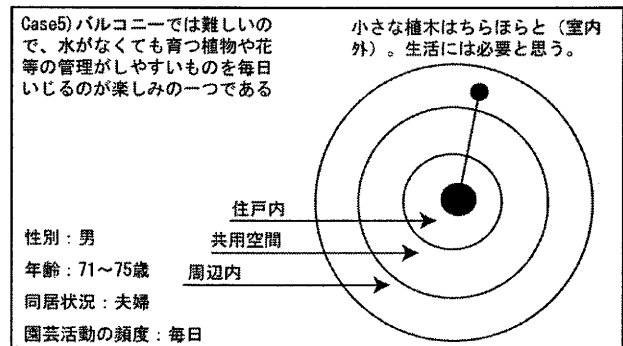 Case5) バルコニーでは難しいの
で、水がなくても育つ植物や花
等の管理がしやすいものを毎日
いじるのが楽しみの一つである
小さな植木はちらほらと（室内
外）。生活には必要と思う。
住戸内
共用空間
周辺内
性別：男
年齢：71～75歳
同居状況：夫婦
園芸活動の頻度：毎日